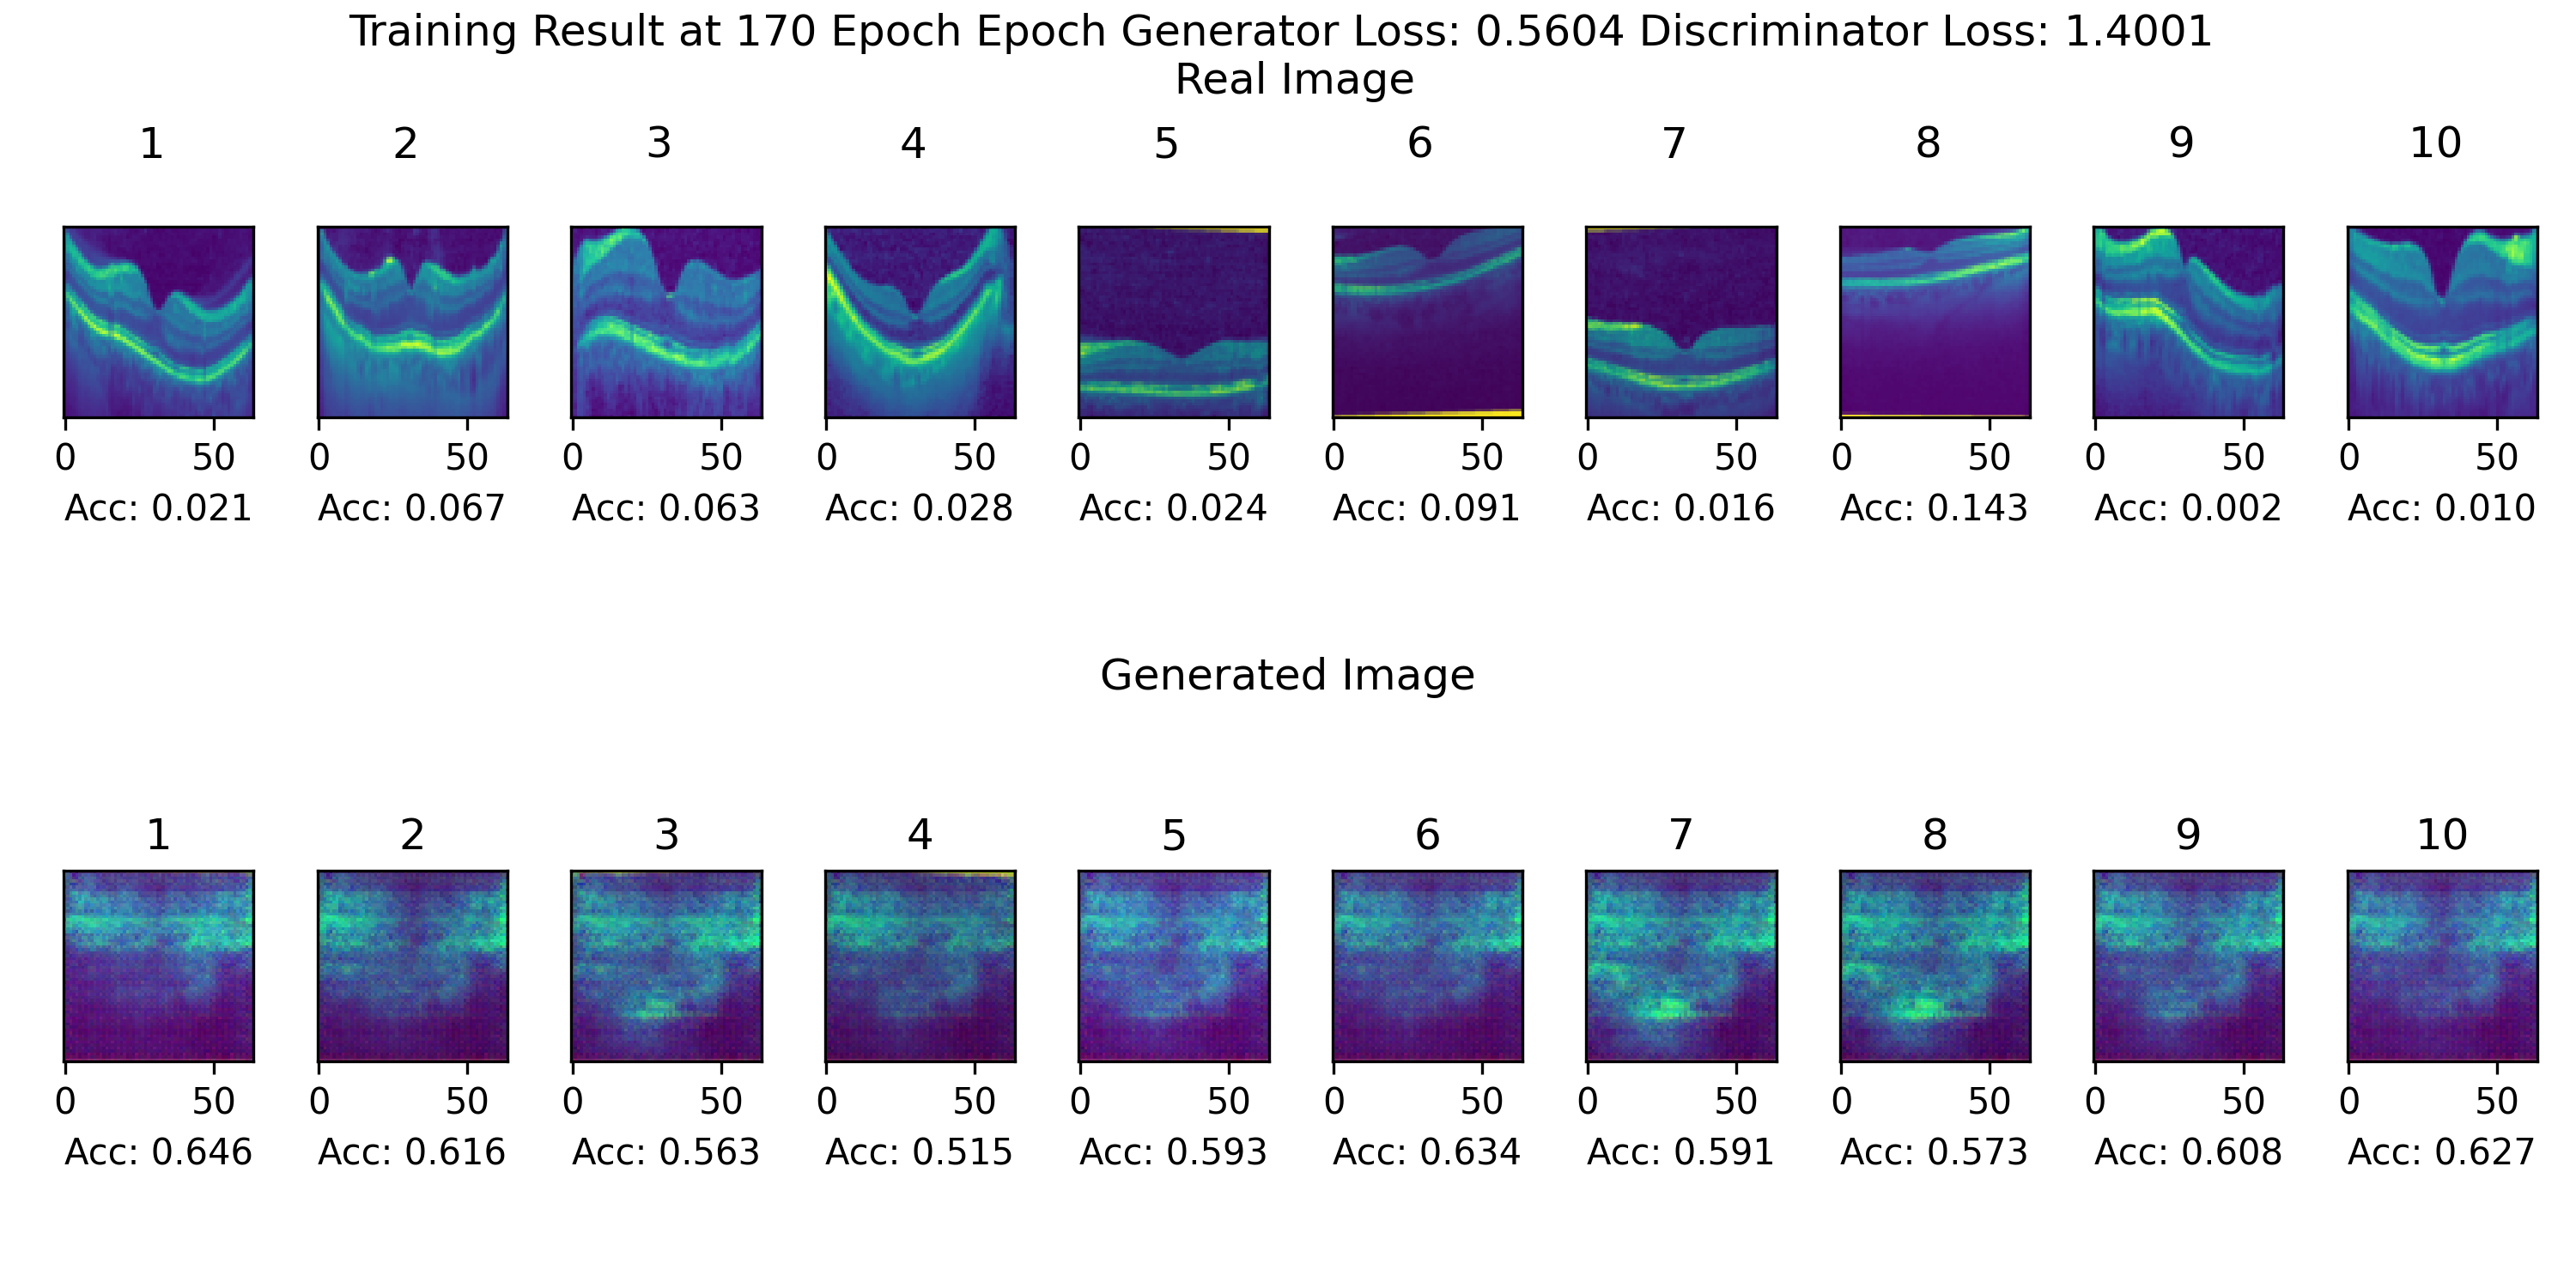 Training Result at 170 Epoch Epoch Generator Loss: 0.5604 Discriminator Loss: 1.4001
Real Image
1 2 3 4 5 6 7 8 9 10
0 50 0 50 0 50 0 50 0 50 0 50 0 50 0 50 0 50 0 50
Acc: 0.021 Acc: 0.067 Acc: 0.063 Acc: 0.028 Acc: 0.024 Acc: 0.091 Acc: 0.016 Acc: 0.143 Acc: 0.002 Acc: 0.010
Generated Image
1 2 3 4 5 6 7 8 9 10
0 50 0 50 0 50 0 50 0 50 0 50 0 50 0 50 0 50 0 50
Acc: 0.646 Acc: 0.616 Acc: 0.563 Acc: 0.515 Acc: 0.593 Acc: 0.634 Acc: 0.591 Acc: 0.573 Acc: 0.608 Acc: 0.627